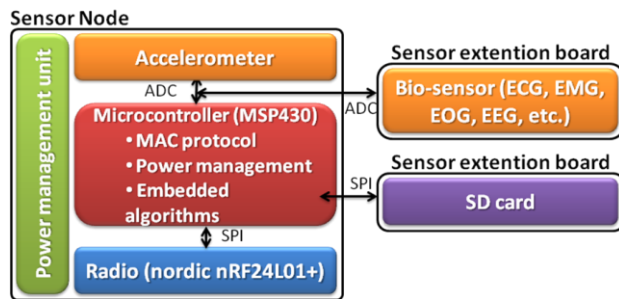 Sensor Node
Power management unit
Accelerometer
ADC
Microcontroller (MSP430)
• MAC protocol
• Power management
• Embedded
algorithms
SPI
Radio (nordic nRF24L01+)
Sensor extention board
ADC
Bio-sensor (ECG, EMG,
EOG, EEG, etc.)
Sensor extention board
SPI
SD card